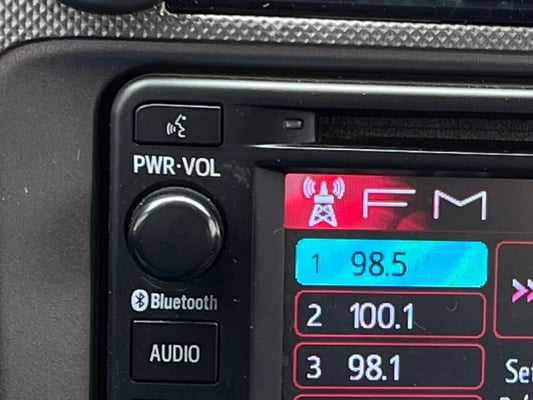 PWR·VOL
FM
1 98.5
2 100.1
Bluetooth
AUDIO
3 98.1